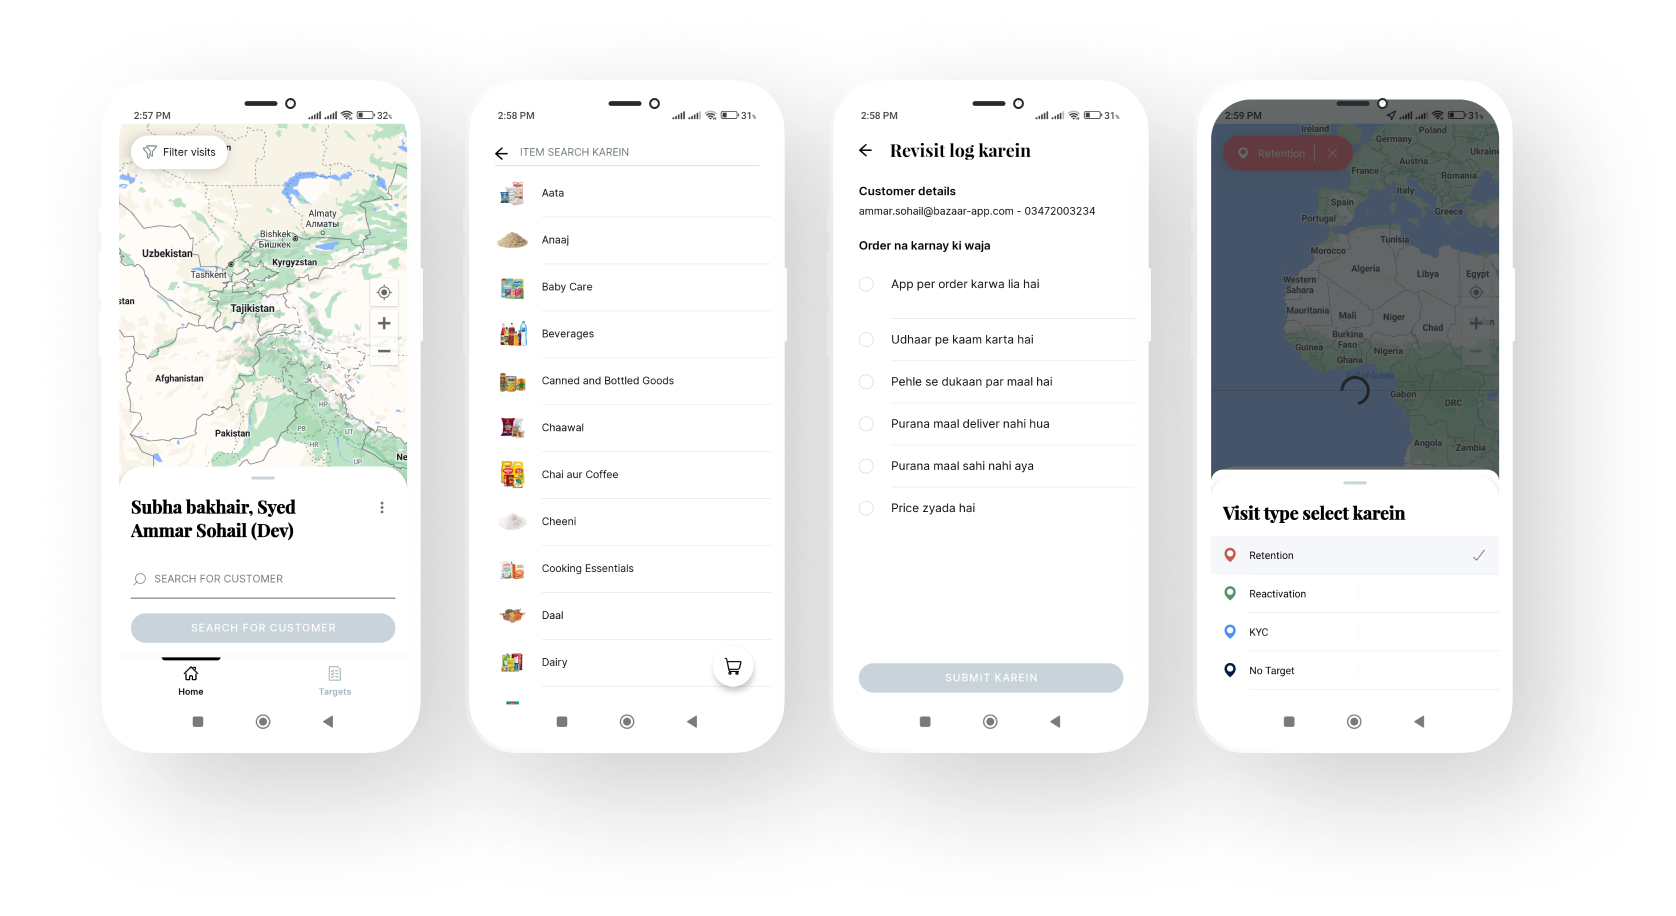 2:57 PM
32%
Filter visits
Almaty
Алматы
Bishkek
Бишкек
Uzbekistan
Kyrgyzstan
Tashkent
stan
Tajikistan
LA
Afghanistan
JK
HP
Pakistan
PB
UT
HR
UP
Ne
Subha bakhair, Syed
Ammar Sohail (Dev)
SEARCH FOR CUSTOMER
SEARCH FOR CUSTOMER
Home
Targets
2:58 PM
31%
ITEM SEARCH KAREIN
Aata
Anaaj
Baby Care
Beverages
Canned and Bottled Goods
Chaawal
Chai aur Coffee
Cheeni
Cooking Essentials
Daal
Dairy
2:58 PM
31%
Revisit log karein
Customer details
ammar.sohail@bazaar-app.com - 03472003234
Order na karnay ki waja
App per order karwa lia hai
Udhaar pe kaam karta hai
Pehle se dukaan par maal hai
Purana maal deliver nahi hua
Purana maal sahi nahi aya
Price zyada hai
SUBMIT KAREIN
2:59 PM
31%
Ireland
Poland
Germany
Retention
Ukraine
Austria
France
Romania
Italy
Spain
Portugal
Greece
Tunisia
Morocco
Algeria
Libya
Egypt
Western
Sahara
Mauritania
Mali
Niger
Chad
n
Burkina
Faso
Guinea
Nigeria
Ghana
Gulf of Guinea
Gabon
DRC
Angola
Zambia
Visit type select karein
Retention
Reactivation
KYC
No Target